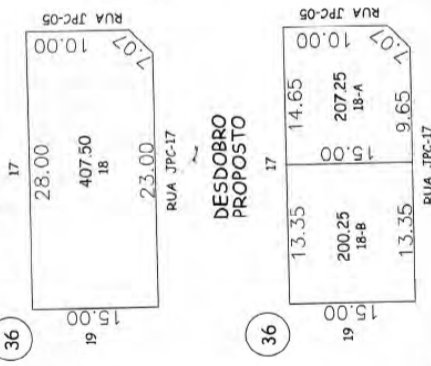 36
17
28.00
10.00
RUA JPC-05
7.07
15.00
19
407.50
18
23.00
RUA JPC-17
DESDOBRO
PROPOSTO
36
17
13.35
14.65
10.00
RUA JPC-05
7.07
15.00
19
200.25
18-B
15.00
207.25
18-A
13.35
9.65
RUA JPC-17